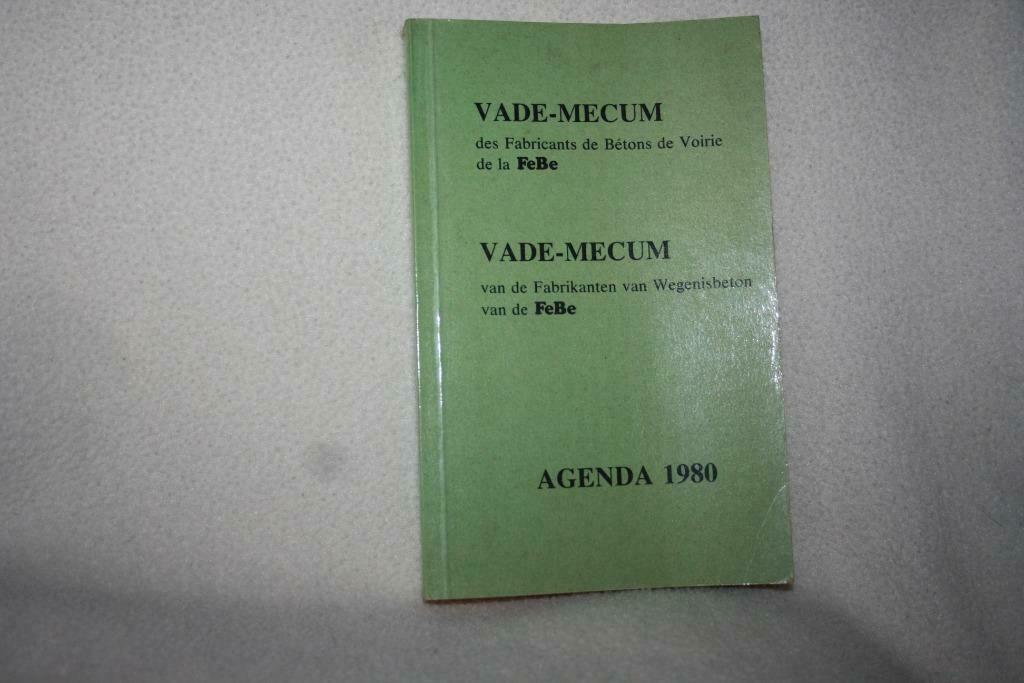 VADE-MECUM
des Fabricants de Bétons de Voirie
de la FeBe
VADE-MECUM
van de Fabrikanten van Wegenisbeton
van de FeBe
AGENDA 1980